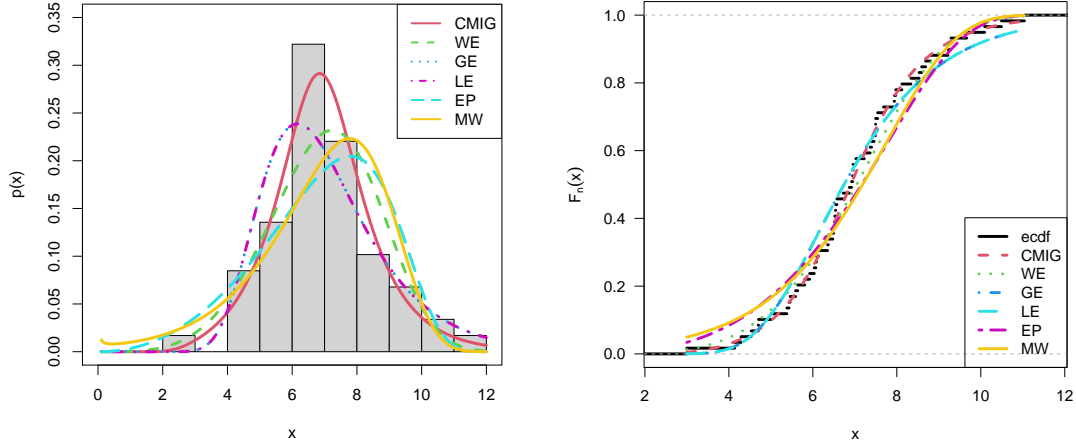 0.00 0.05 0.10 0.15 0.20 0.25 0.30 0.35
p(x)
0 2 4 6 8 10 12
x
CMIG
WE
GE
LE
EP
MW
0.0 0.2 0.4 0.6 0.8 1.0
Fn(x)
2 4 6 8 10 12
x
ecdf
CMIG
WE
GE
LE
EP
MW